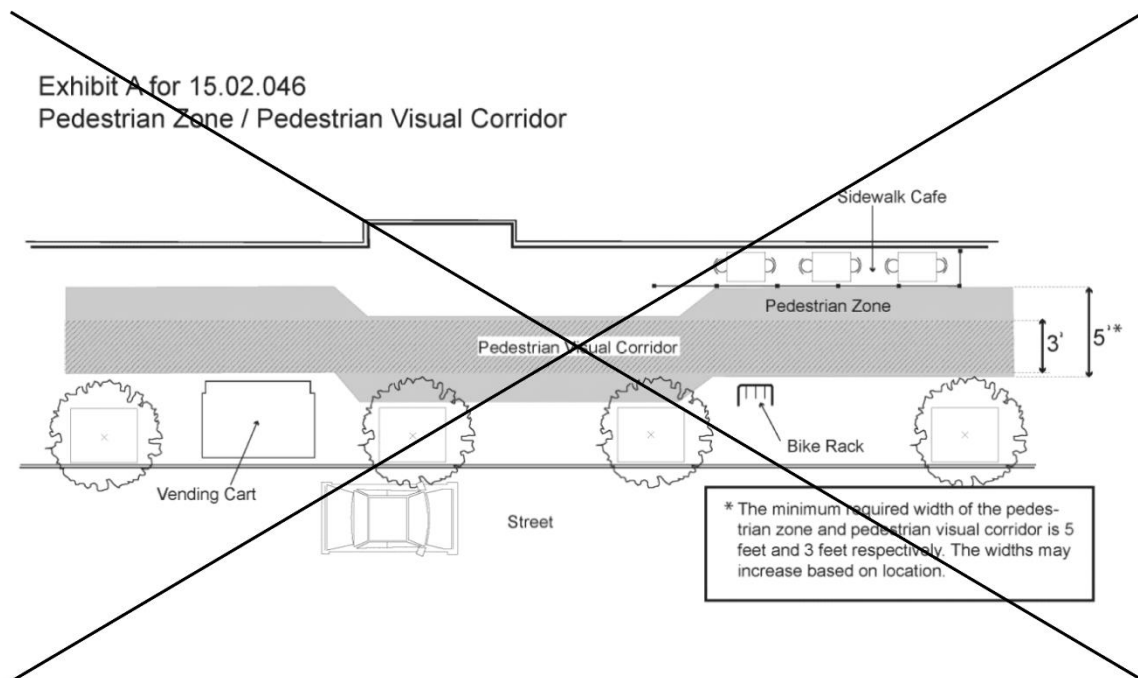 Exhibit A for 15.02.046
Pedestrian Zone / Pedestrian Visual Corridor
Sidewalk Cafe
Pedestrian Zone
Pedestrian Visual Corridor
3'
5'*
Bike Rack
Vending Cart
Street
* The minimum required width of the pedes-
trian zone and pedestrian visual corridor is 5
feet and 3 feet respectively. The widths may
increase based on location.